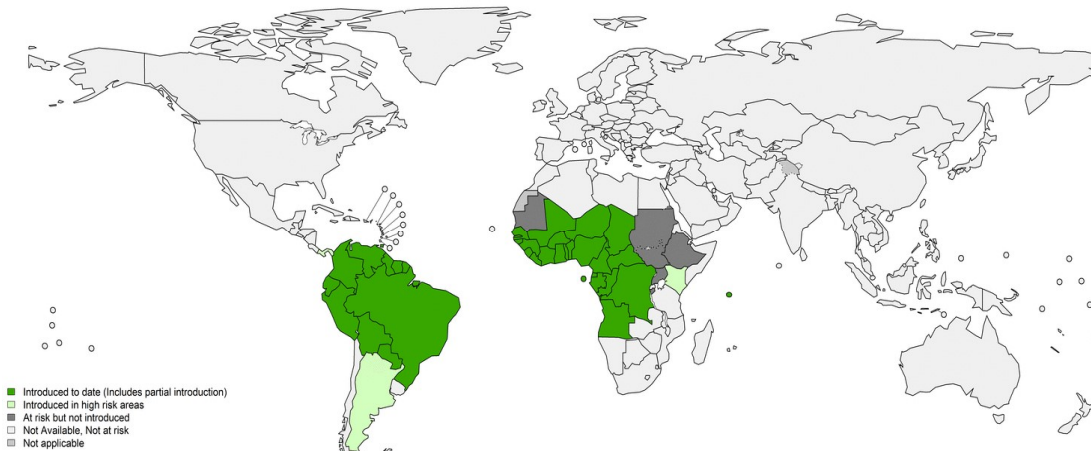 Introduced to date (Includes partial introduction)
Introduced in high risk areas
At risk but not introduced
Not Available, Not at risk
Not applicable